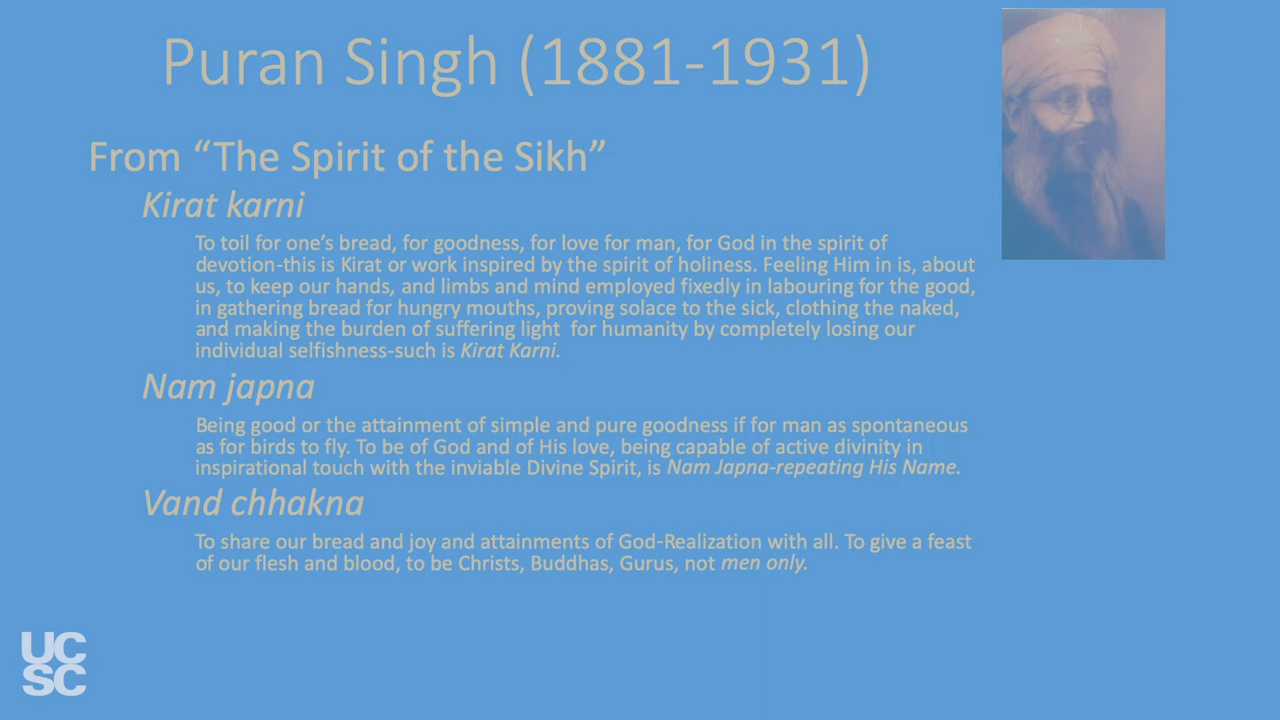 Puran Singh (1881-1931)
From “The Spirit of the Sikh”
Kirat karni
To toil for one’s bread, for goodness, for love for man, for God in the spirit of
devotion-this is Kirat or work inspired by the spirit of holiness. Feeling Him in is, about
us, to keep our hands, and limbs and mind employed fixedly in labouring for the good,
in gathering bread for hungry mouths, proving solace to the sick, clothing the naked,
and making the burden of suffering light  for humanity by completely losing our
individual selfishness-such is Kirat Karni.
Nam japna
Being good or the attainment of simple and pure goodness if for man as spontaneous
as for birds to fly. To be of God and of His love, being capable of active divinity in
inspirational touch with the inviable Divine Spirit, is Nam Japna-repeating His Name.
Vand chhakna
To share our bread and joy and attainments of God-Realization with all. To give a feast
of our flesh and blood, to be Christs, Buddhas, Gurus, not men only.
UC
SC